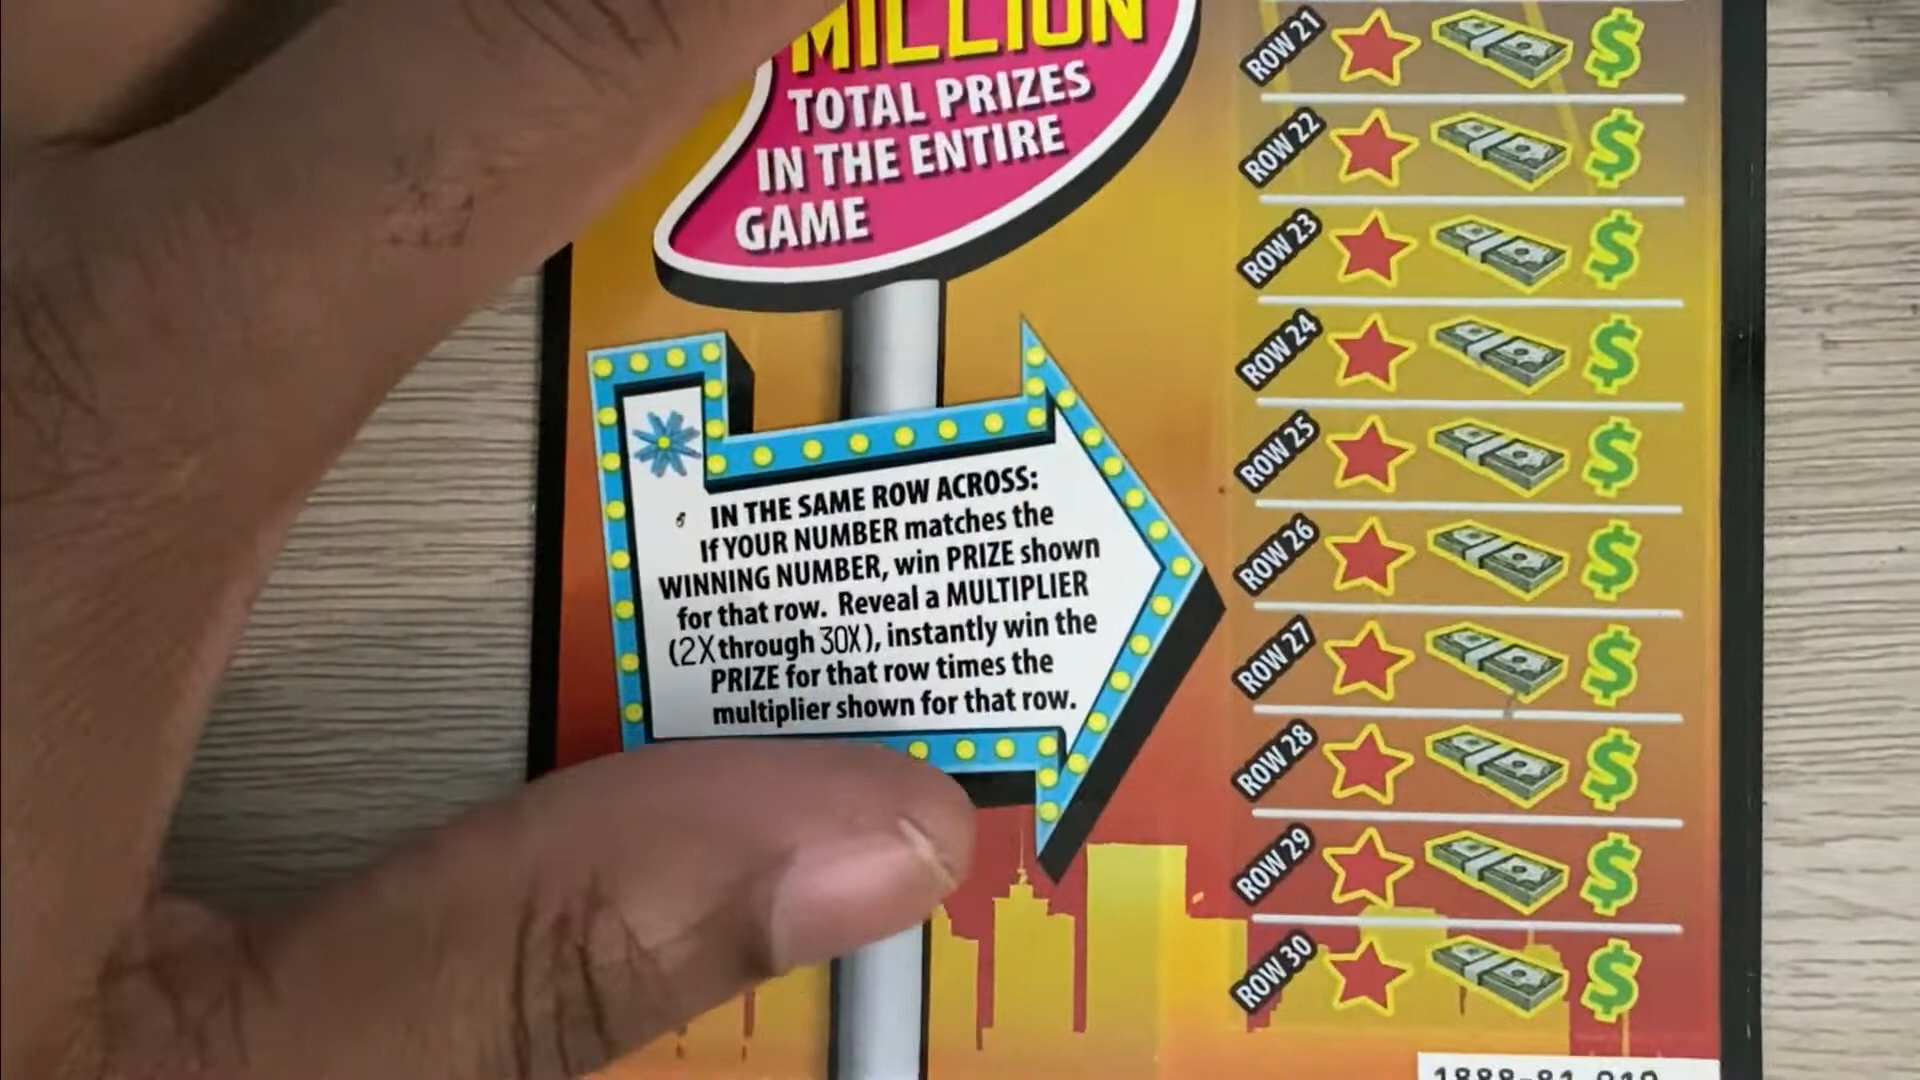 MILLION
TOTAL PRIZES
IN THE ENTIRE
GAME
IN THE SAME ROW ACROSS:
If YOUR NUMBER matches the
WINNING NUMBER, win PRIZE shown
for that row. Reveal a MULTIPLIER
(2X through 30X), instantly win the
PRIZE for that row times the
multiplier shown for that row.
ROW 21 $
ROW 22 $
ROW 23 $
ROW 24 $
ROW 25 $
ROW 26 $
ROW 27 $
ROW 28 $
ROW 29 $
ROW 30 $